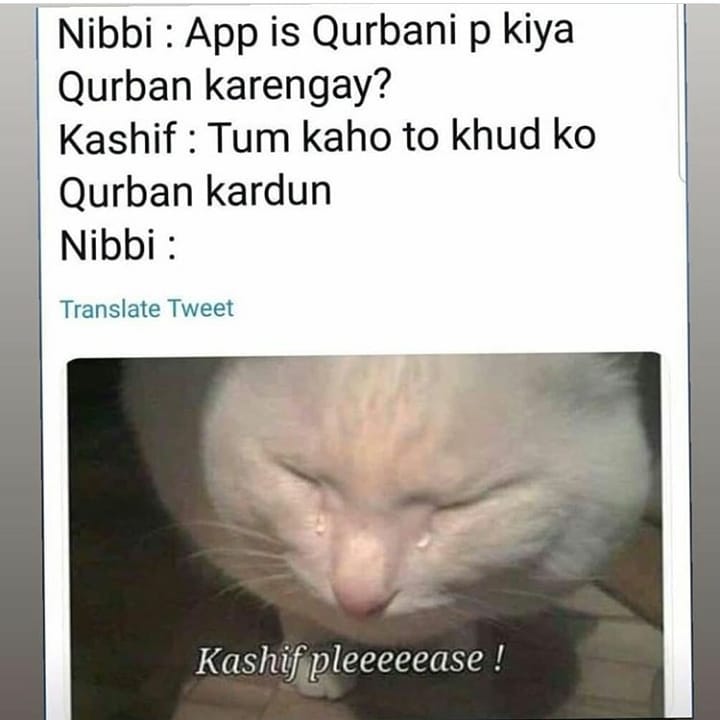 Nibbi : App is Qurbani p kiya
Qurban karengay?
Kashif : Tum kaho to khud ko
Qurban kardun
Nibbi :
Translate Tweet
Kashif pleeeeease !